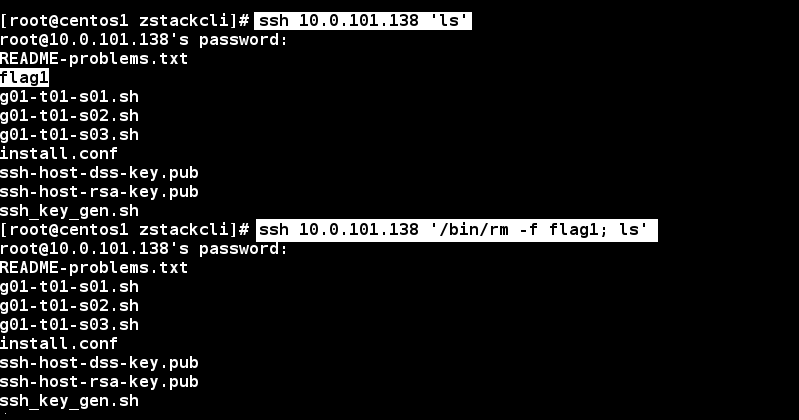 [root@centos1 zstackcli]# ssh 10.0.101.138 'ls'
root@10.0.101.138's password:
README-problems.txt
flag1
g01-t01-s01.sh
g01-t01-s02.sh
g01-t01-s03.sh
install.conf
ssh-host-dss-key.pub
ssh-host-rsa-key.pub
ssh_key_gen.sh
[root@centos1 zstackcli]# ssh 10.0.101.138 '/bin/rm -f flag1; ls'
root@10.0.101.138's password:
README-problems.txt
g01-t01-s01.sh
g01-t01-s02.sh
g01-t01-s03.sh
install.conf
ssh-host-dss-key.pub
ssh-host-rsa-key.pub
ssh_key_gen.sh